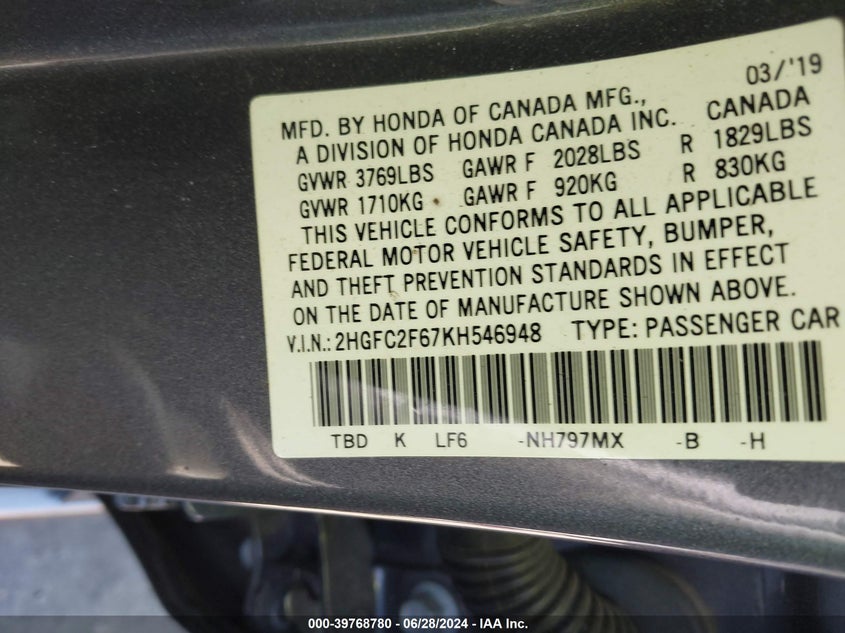 03/'19
MFD. BY HONDA OF CANADA MFG.,
A DIVISION OF HONDA CANADA INC. CANADA
GVWR 3769LBS GAWR F 2028LBS R 1829LBS
GVWR 1710KG GAWR F 920KG R 830KG
THIS VEHICLE CONFORMS TO ALL APPLICABLE
FEDERAL MOTOR VEHICLE SAFETY, BUMPER,
AND THEFT PREVENTION STANDARDS IN EFFECT
ON THE DATE OF MANUFACTURE SHOWN ABOVE.
V.I.N.: 2HGFC2F67KH546948 TYPE: PASSENGER CAR
TBD K LF6 -NH797MX -B -H
000-39768780 - 06/28/2024 - IAA Inc.